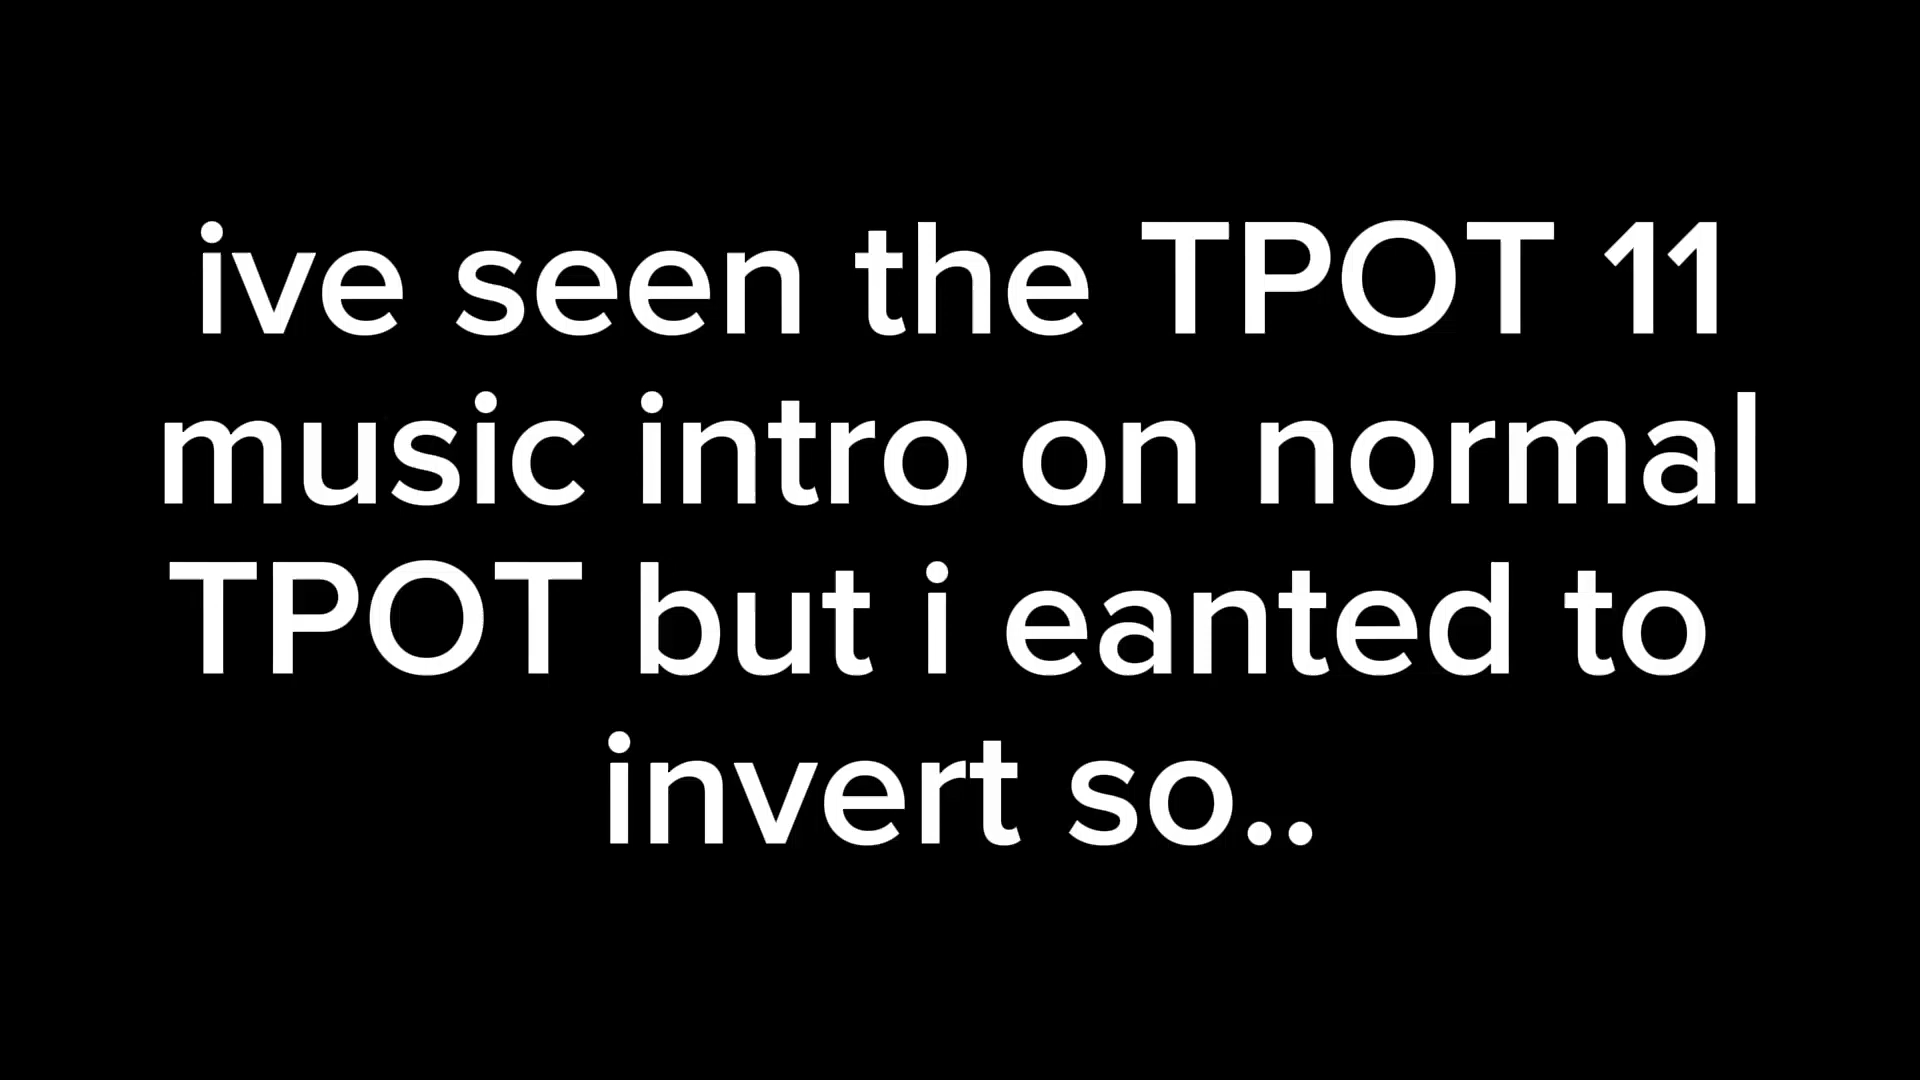 ive seen the TPOT 11
music intro on normal
TPOT but i eanted to
invert so..